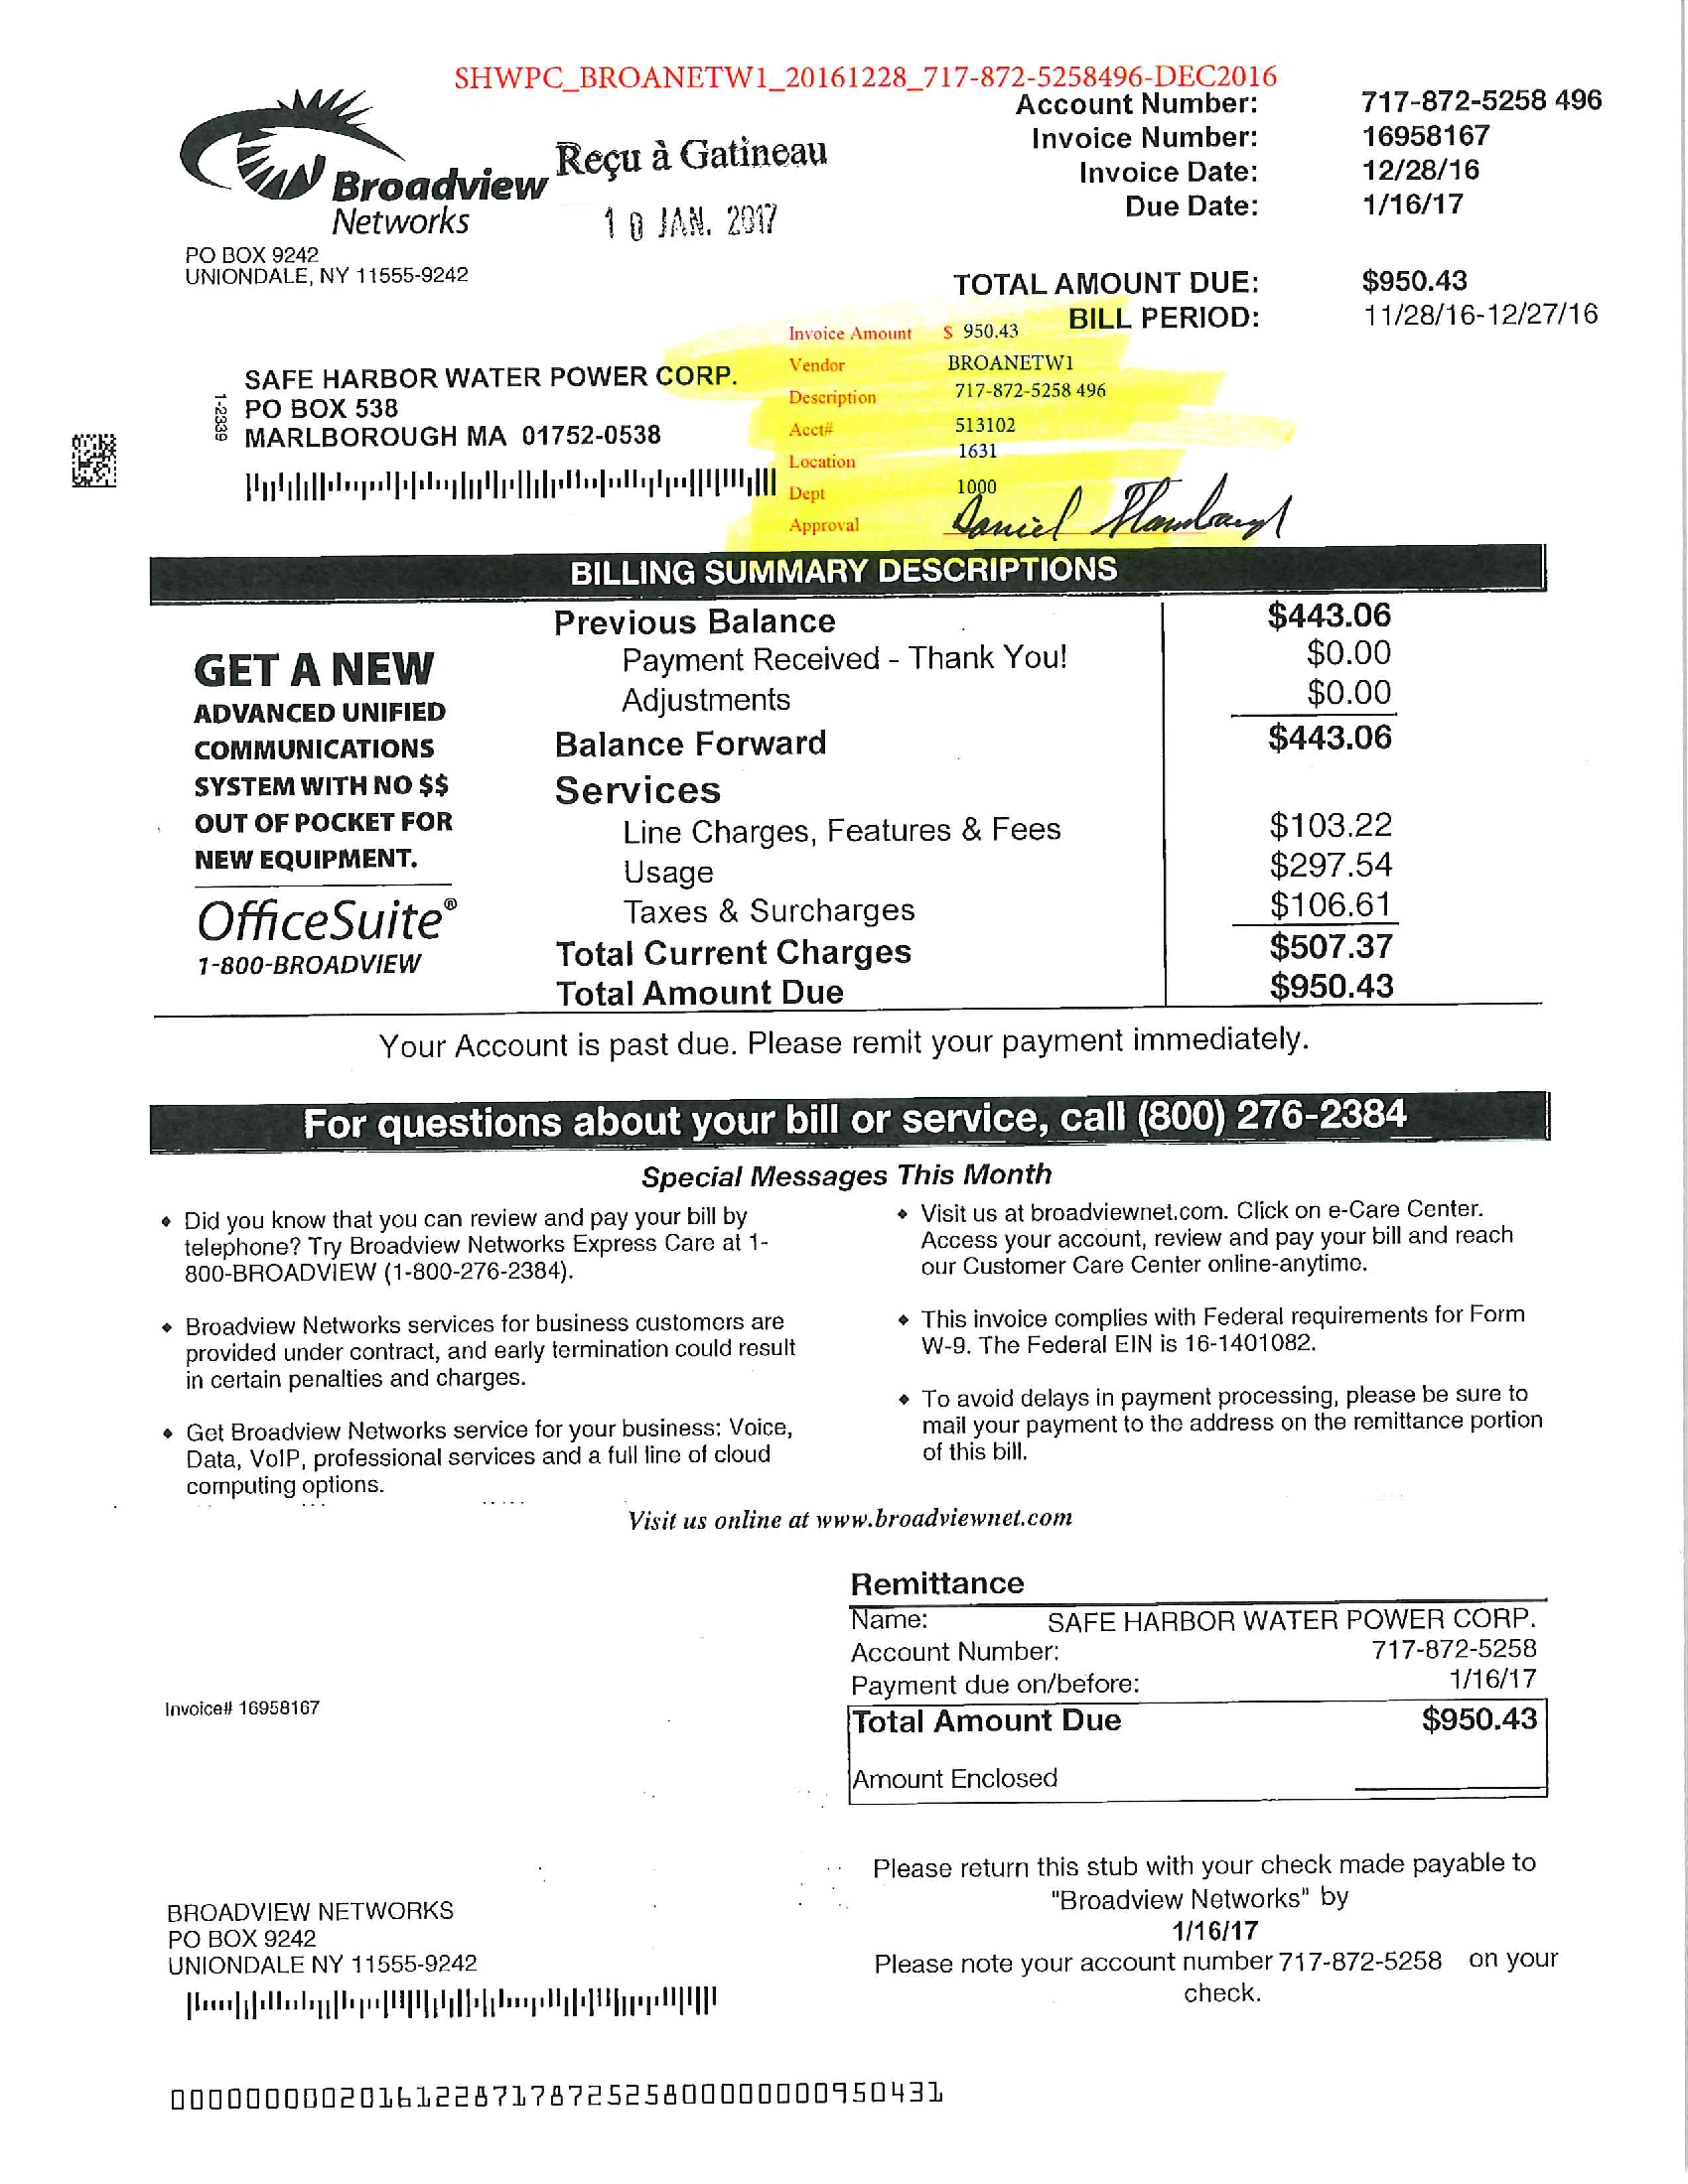 SHWPC_BROANETW1_20161228_717-872-5258496-DEC2016
Account Number: 717-872-5258 496
Invoice Number: 16958167
Invoice Date: 12/28/16
Due Date: 1/16/17
Broadview
Networks
Reçu à Gatineau
1 0 JAN. 2017
PO BOX 9242
UNIONDALE, NY 11555-9242
TOTAL AMOUNT DUE: $950.43
BILL PERIOD: 11/28/16-12/27/16
Invoice Amount $ 950.43
Vendor BROANETW1
Description 717-872-5258 496
Acct# 513102
Location 1631
Dept 1000
Approval Daniel
SAFE HARBOR WATER POWER CORP.
PO BOX 538
MARLBOROUGH MA 01752-0538
1-2339
BILLING SUMMARY DESCRIPTIONS
GET A NEW
ADVANCED UNIFIED
COMMUNICATIONS
SYSTEM WITH NO $$
OUT OF POCKET FOR
NEW EQUIPMENT.
OfficeSuite®
1-800-BROADVIEW
Previous Balance $443.06
Payment Received - Thank You! $0.00
Adjustments $0.00
Balance Forward $443.06
Services
Line Charges, Features & Fees $103.22
Usage $297.54
Taxes & Surcharges $106.61
Total Current Charges $507.37
Total Amount Due $950.43
Your Account is past due. Please remit your payment immediately.
For questions about your bill or service, call (800) 276-2384
Special Messages This Month
• Did you know that you can review and pay your bill by
telephone? Try Broadview Networks Express Care at 1-
800-BROADVIEW (1-800-276-2384).
• Broadview Networks services for business customers are
provided under contract, and early termination could result
in certain penalties and charges.
• Get Broadview Networks service for your business: Voice,
Data, VoIP, professional services and a full line of cloud
computing options.
• Visit us at broadviewnet.com. Click on e-Care Center.
Access your account, review and pay your bill and reach
our Customer Care Center online-anytime.
• This invoice complies with Federal requirements for Form
W-9. The Federal EIN is 16-1401082.
• To avoid delays in payment processing, please be sure to
mail your payment to the address on the remittance portion
of this bill.
Visit us online at www.broadviewnet.com
Remittance
Name: SAFE HARBOR WATER POWER CORP.
Account Number: 717-872-5258
Payment due on/before: 1/16/17
Total Amount Due $950.43
Amount Enclosed
Invoice# 16958167
Please return this stub with your check made payable to
"Broadview Networks" by
1/16/17
Please note your account number 717-872-5258 on your
check.
BROADVIEW NETWORKS
PO BOX 9242
UNIONDALE NY 11555-9242
00000000020161228717872525800000000950431